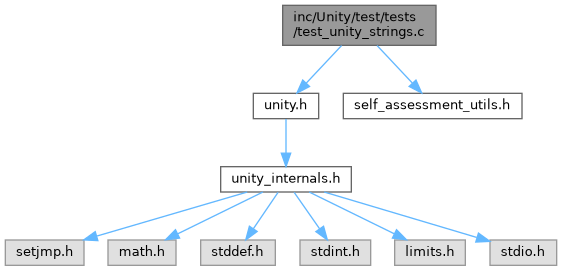 inc/Unity/test/tests
/test_unity_strings.c
unity.h
self_assessment_utils.h
unity_internals.h
setjmp.h
math.h
stddef.h
stdint.h
limits.h
stdio.h